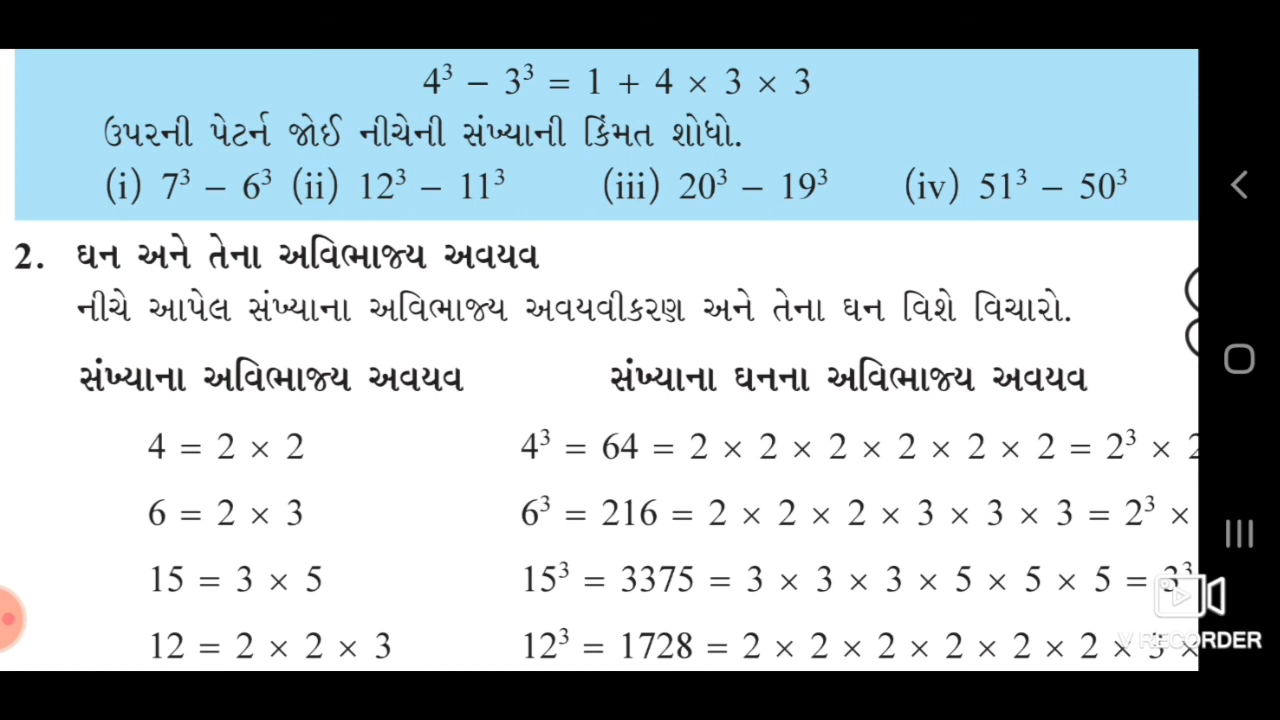 4³ − 3³ = 1 + 4 × 3 × 3
ઉપરની પેટર્ન જોઈ નીચેની સંખ્યાની કિંમત શોધો.
(i) 7³ − 6³ (ii) 12³ − 11³ (iii) 20³ − 19³ (iv) 51³ − 50³
2. ઘન અને તેના અવિભાજ્ય અવયવ
નીચે આપેલ સંખ્યાના અવિભાજ્ય અવયવીકરણ અને તેના ઘન વિશે વિચારો.
સંખ્યાના અવિભાજ્ય અવયવ સંખ્યાના ઘનના અવિભાજ્ય અવયવ
4 = 2 × 2 4³ = 64 = 2 × 2 × 2 × 2 × 2 × 2 = 2³ × 2
6 = 2 × 3 6³ = 216 = 2 × 2 × 2 × 3 × 3 × 3 = 2³ ×
15 = 3 × 5 15³ = 3375 = 3 × 3 × 3 × 5 × 5 × 5 = 3³
12 = 2 × 2 × 3 12³ = 1728 = 2 × 2 × 2 × 2 × 2 × 2 × 3 ×
V RECORDER